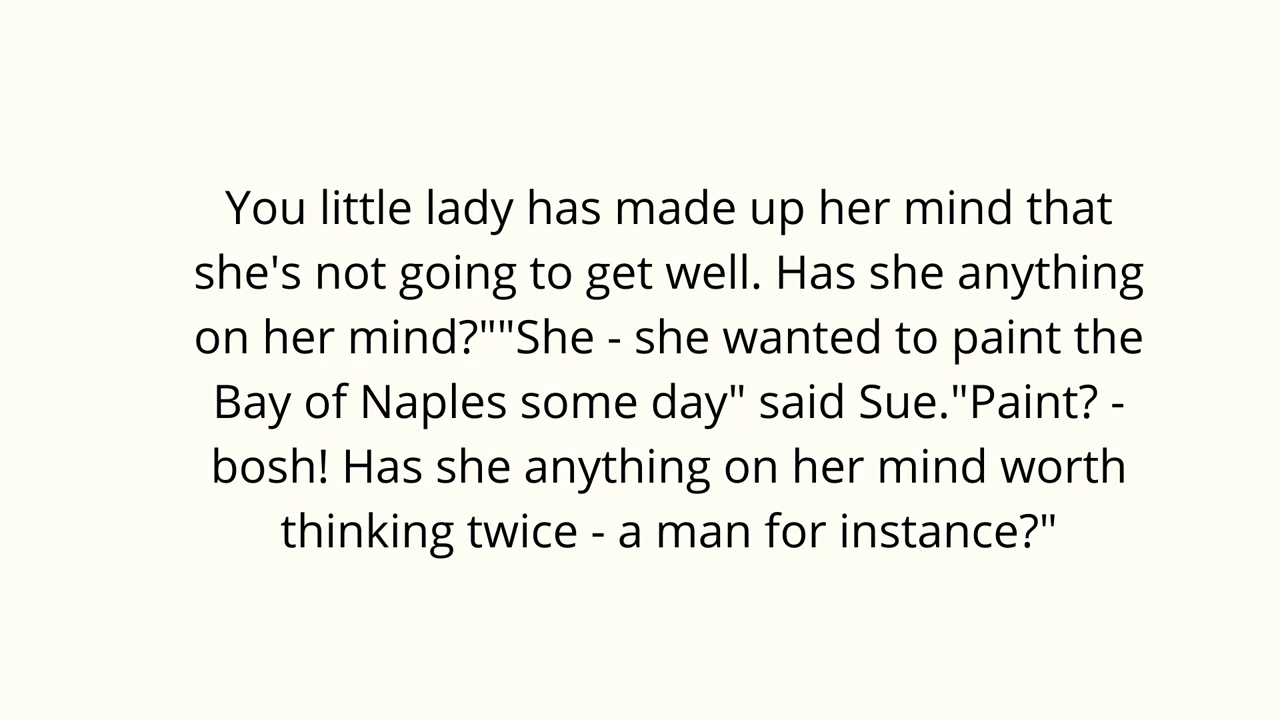 You little lady has made up her mind that
she's not going to get well. Has she anything
on her mind?""She - she wanted to paint the
Bay of Naples some day" said Sue."Paint? -
bosh! Has she anything on her mind worth
thinking twice - a man for instance?"